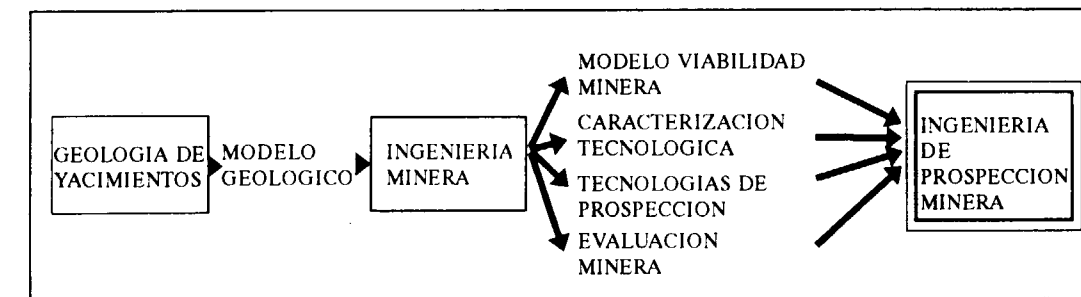 GEOLOGIA DE
YACIMIENTOS
MODELO
GEOLOGICO
INGENIERIA
MINERA
MODELO VIABILIDAD
MINERA
CARACTERIZACION
TECNOLOGICA
TECNOLOGIAS DE
PROSPECCION
EVALUACION
MINERA
INGENIERIA
DE
PROSPECCION
MINERA